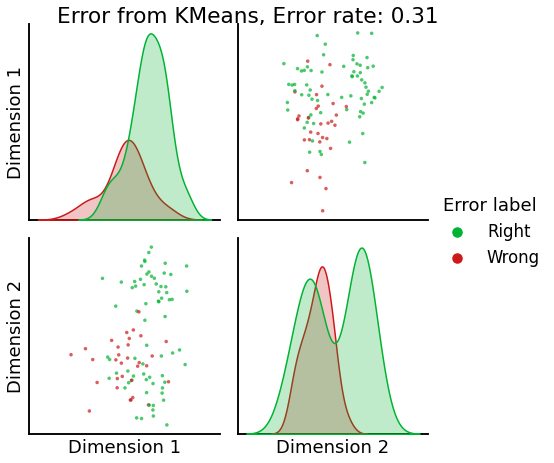 Error from KMeans, Error rate: 0.31
Dimension 1
Error label
Right
Wrong
Dimension 2
Dimension 1
Dimension 2